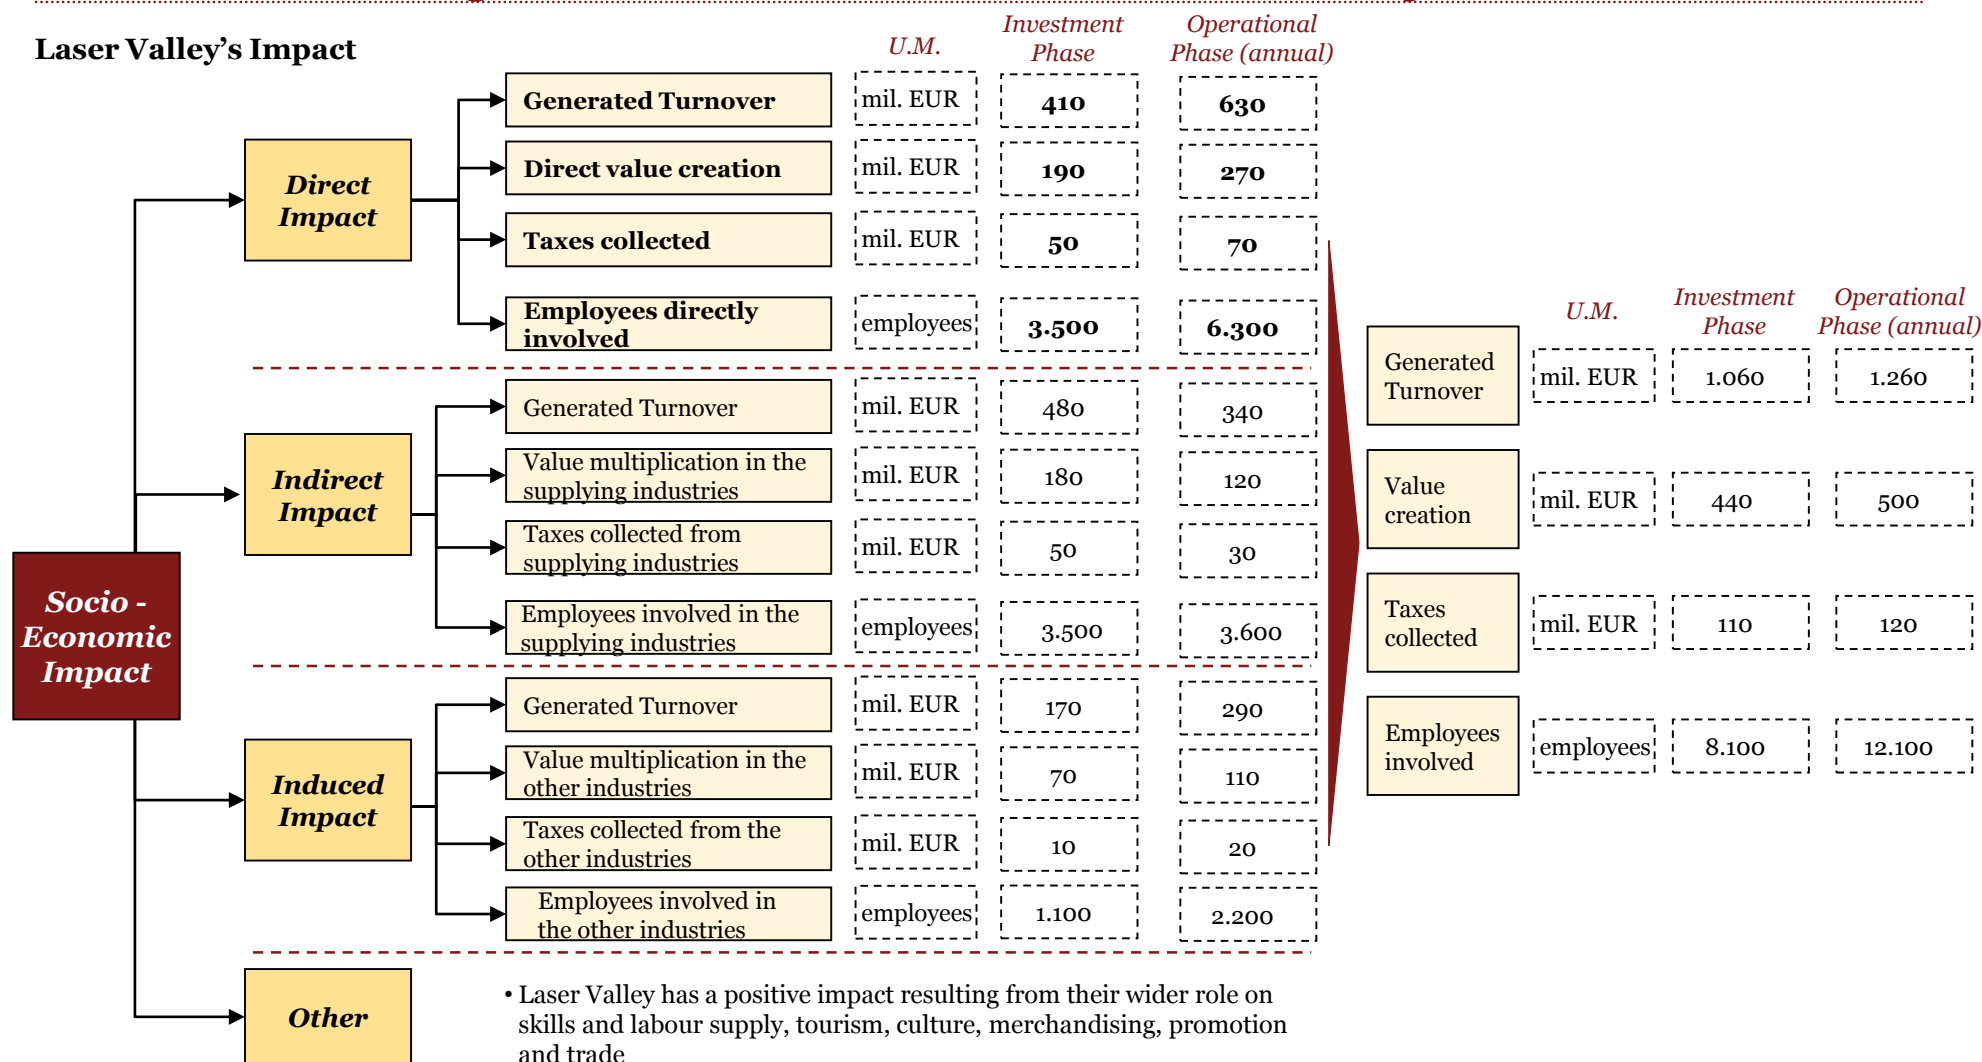 Laser Valley's Impact
U.M.
Investment
Phase
Operational
Phase (annual)
Direct
Impact
Generated Turnover
mil. EUR
410
630
Direct value creation
mil. EUR
190
270
Taxes collected
mil. EUR
50
70
Employees directly
involved
employees
3.500
6.300
Indirect
Impact
Generated Turnover
mil. EUR
480
340
Value multiplication in the
supplying industries
mil. EUR
180
120
Taxes collected from
supplying industries
mil. EUR
50
30
Employees involved in the
supplying industries
employees
3.500
3.600
Socio -
Economic
Impact
Induced
Impact
Generated Turnover
mil. EUR
170
290
Value multiplication in the
other industries
mil. EUR
70
110
Taxes collected from the
other industries
mil. EUR
10
20
Employees involved in
the other industries
employees
1.100
2.200
Other
• Laser Valley has a positive impact resulting from their wider role on
skills and labour supply, tourism, culture, merchandising, promotion
and trade
U.M.
Investment
Phase
Operational
Phase (annual)
Generated
Turnover
mil. EUR
1.060
1.260
Value
creation
mil. EUR
440
500
Taxes
collected
mil. EUR
110
120
Employees
involved
employees
8.100
12.100